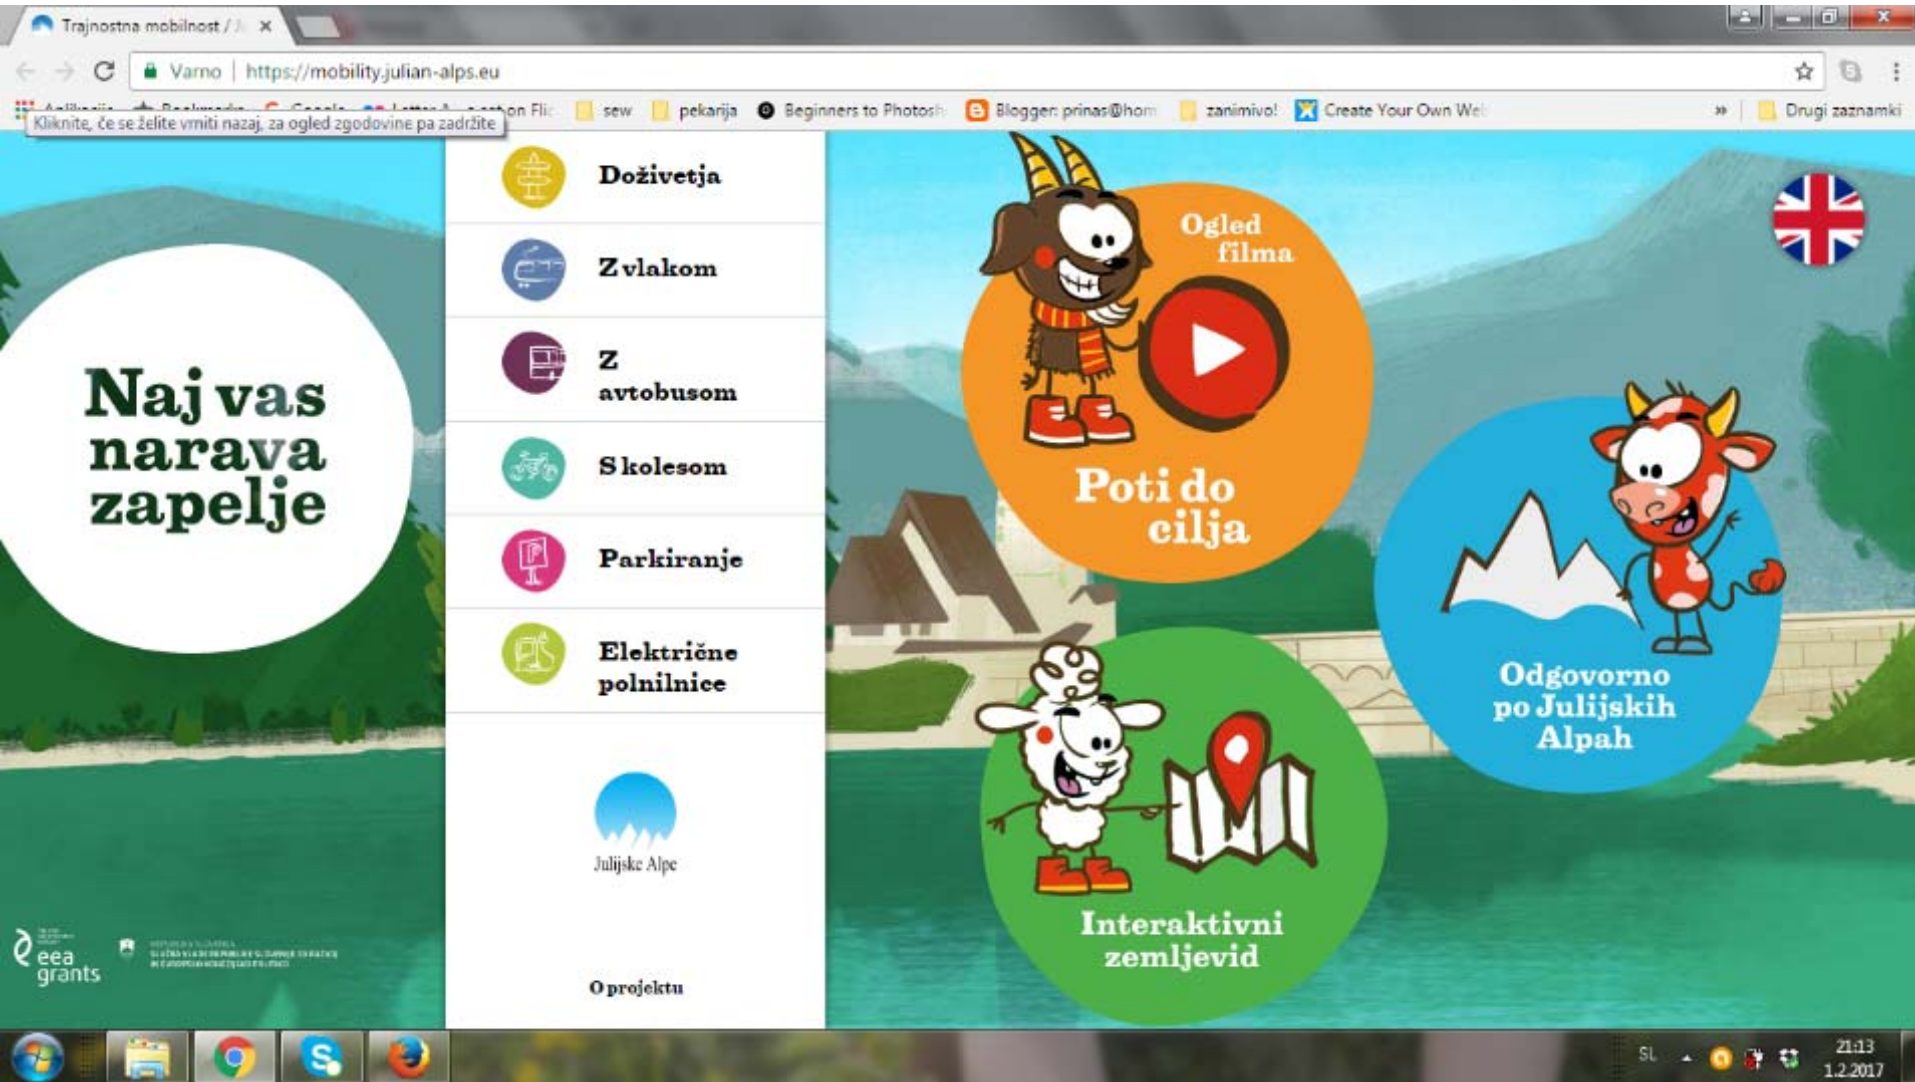 Trajnostna mobilnost /
Varno | https://mobility.julian-alps.eu
Kliknite, če se želite vrniti nazaj, za ogled zgodovine pa zadržite
on Flic
sew
pekarija
Beginners to Photosh
Blogger: prinas@hom
zanimivo!
Create Your Own We
»
Drugi zaznamki
Naj vas
narava
zapelje
eea
grants
Doživetja
Z vlakom
Z
avtobusom
S kolesom
Parkiranje
Električne
polnilnice
Julijske Alpe
O projektu
Ogled
filma
Poti do
cilja
Odgovorno
po Julijskih
Alpah
Interaktivni
zemljevid
SL
21:13
1.2.2017